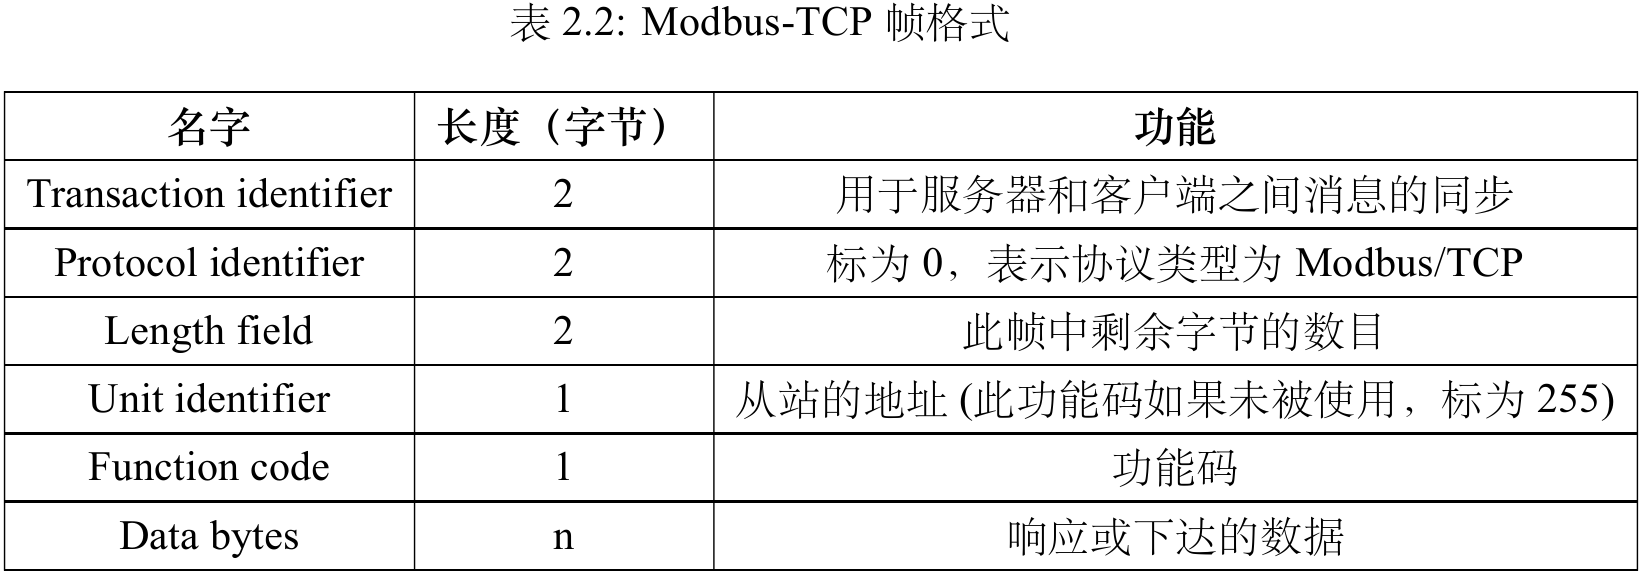 表 2.2: Modbus-TCP 帧格式
名字 长度（字节） 功能
Transaction identifier 2 用于服务器和客户端之间消息的同步
Protocol identifier 2 标为 0，表示协议类型为 Modbus/TCP
Length field 2 此帧中剩余字节的数目
Unit identifier 1 从站的地址 (此功能码如果未被使用，标为 255)
Function code 1 功能码
Data bytes n 响应或下达的数据